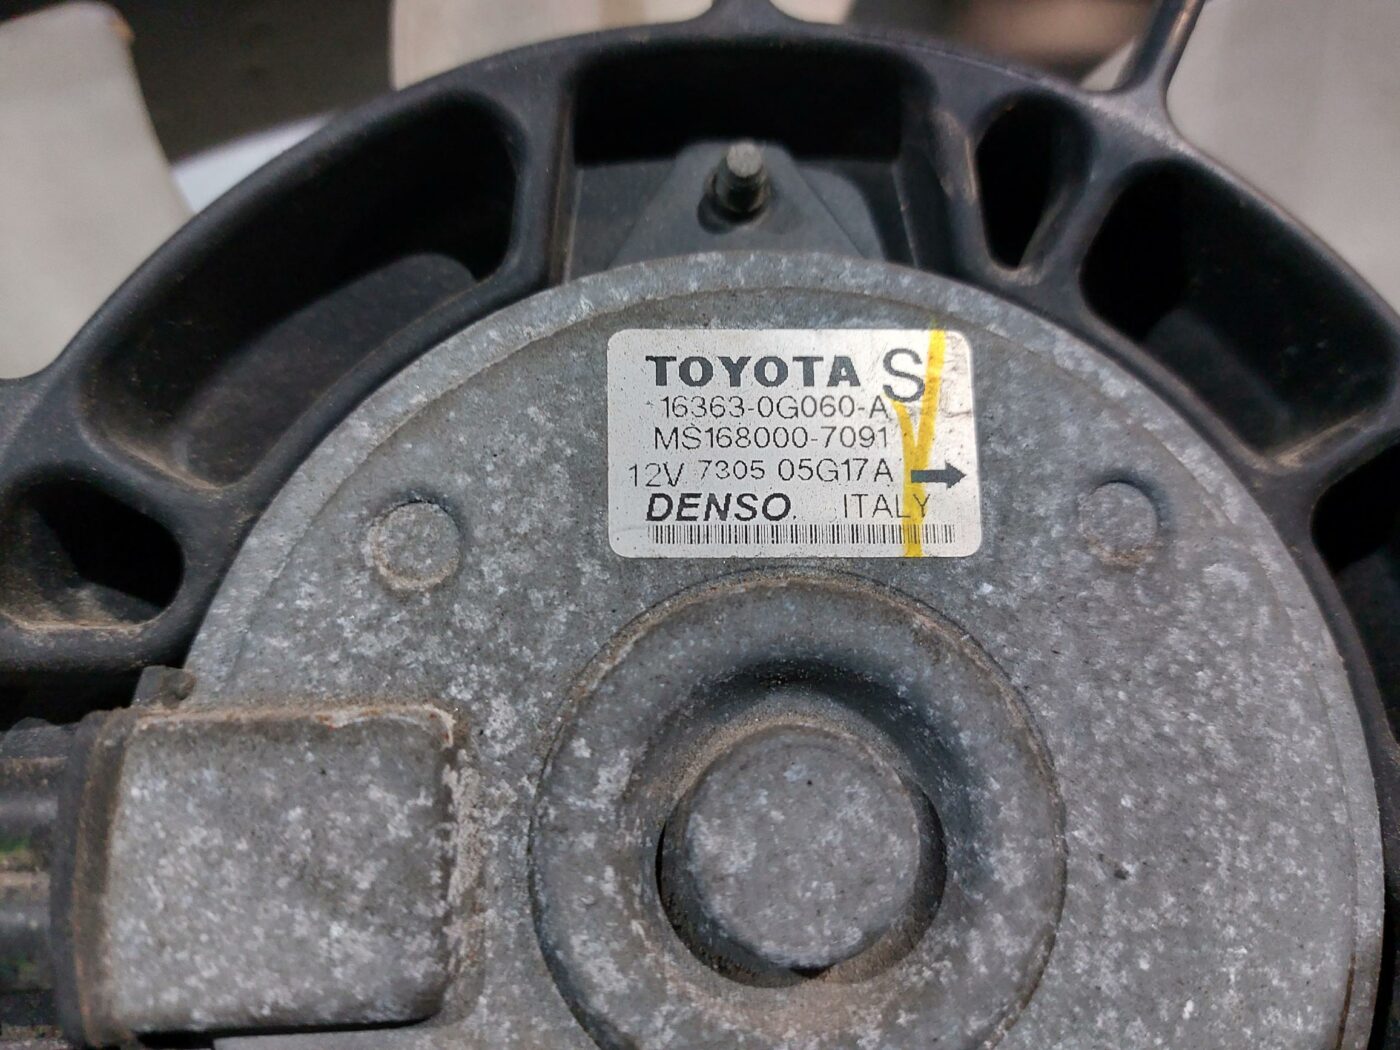 TOYOTA S
16363-0G060-A
MS168000-7091
12V 7305 05G17A →
DENSO ITALY